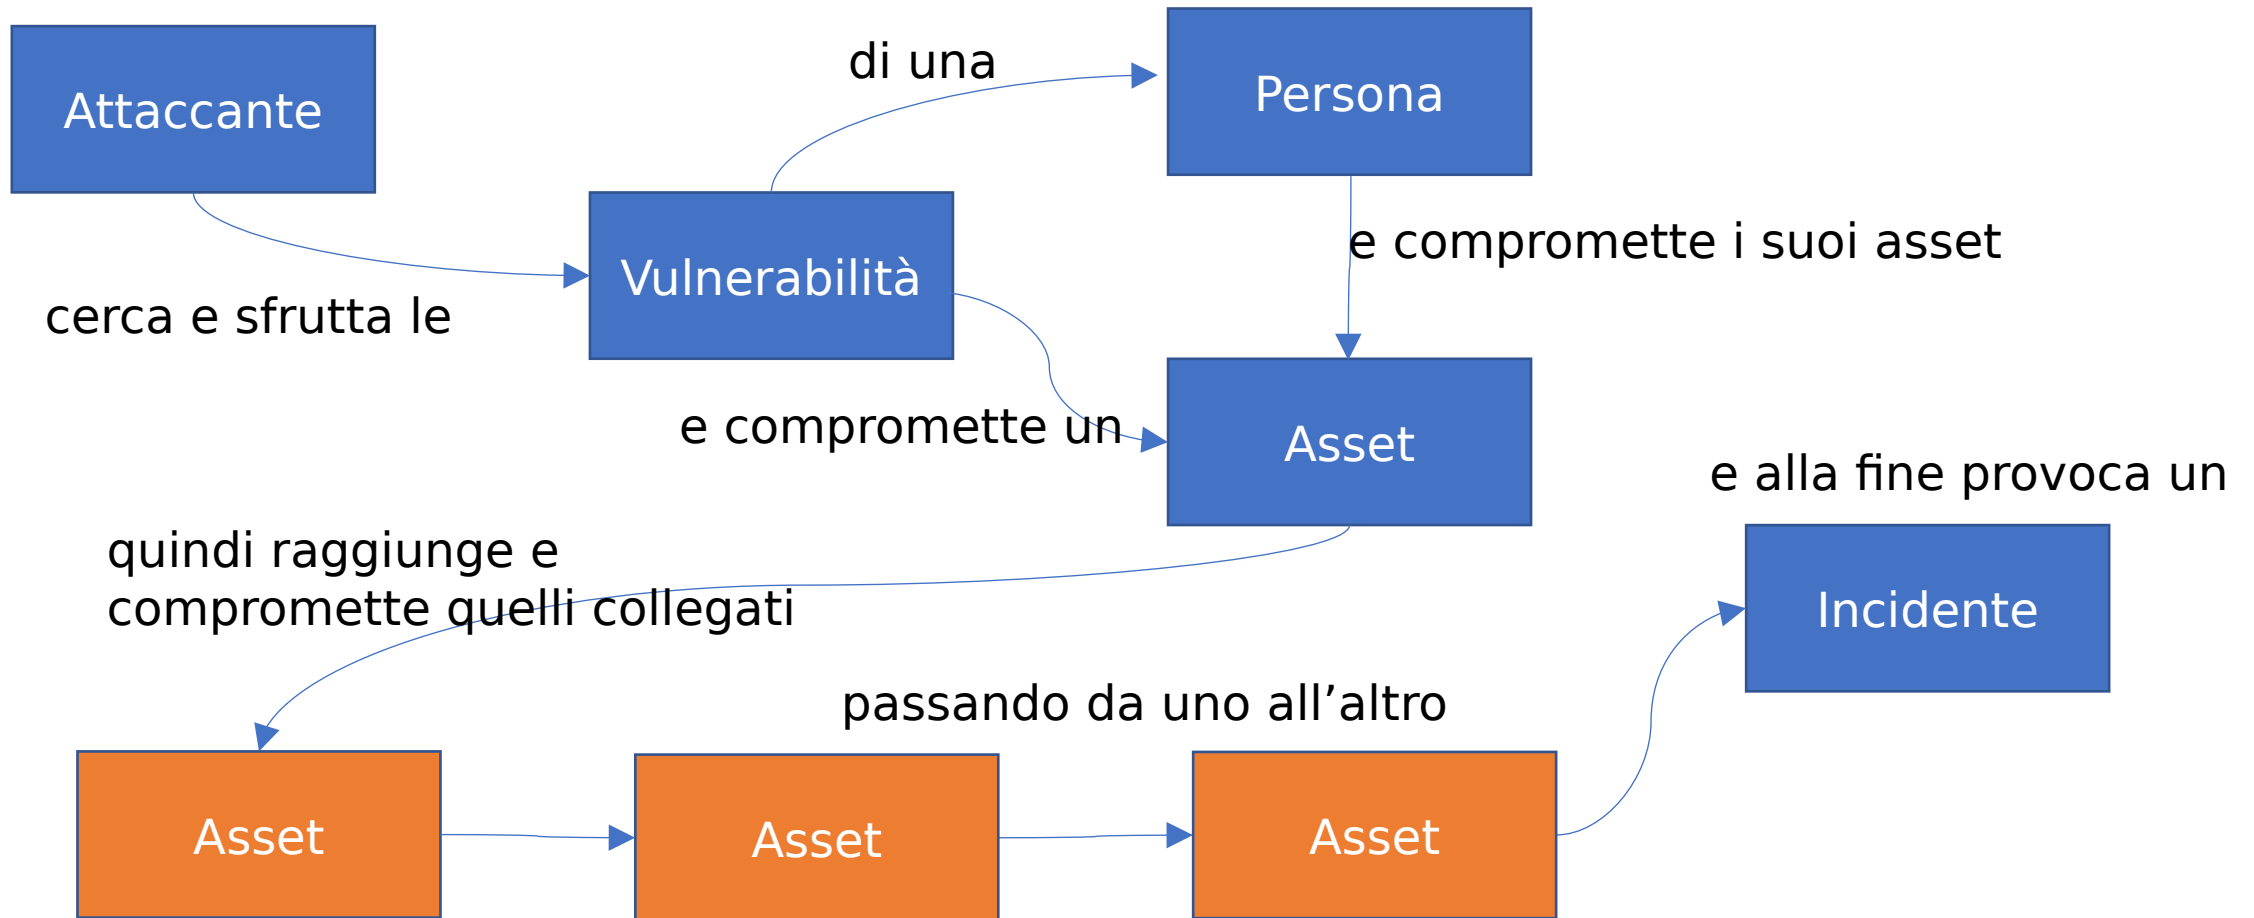 Attaccante
cerca e sfrutta le
Vulnerabilità
di una
Persona
e compromette i suoi asset
e compromette un
Asset
quindi raggiunge e
compromette quelli collegati
Asset
passando da uno all’altro
Asset
Asset
e alla fine provoca un
Incidente